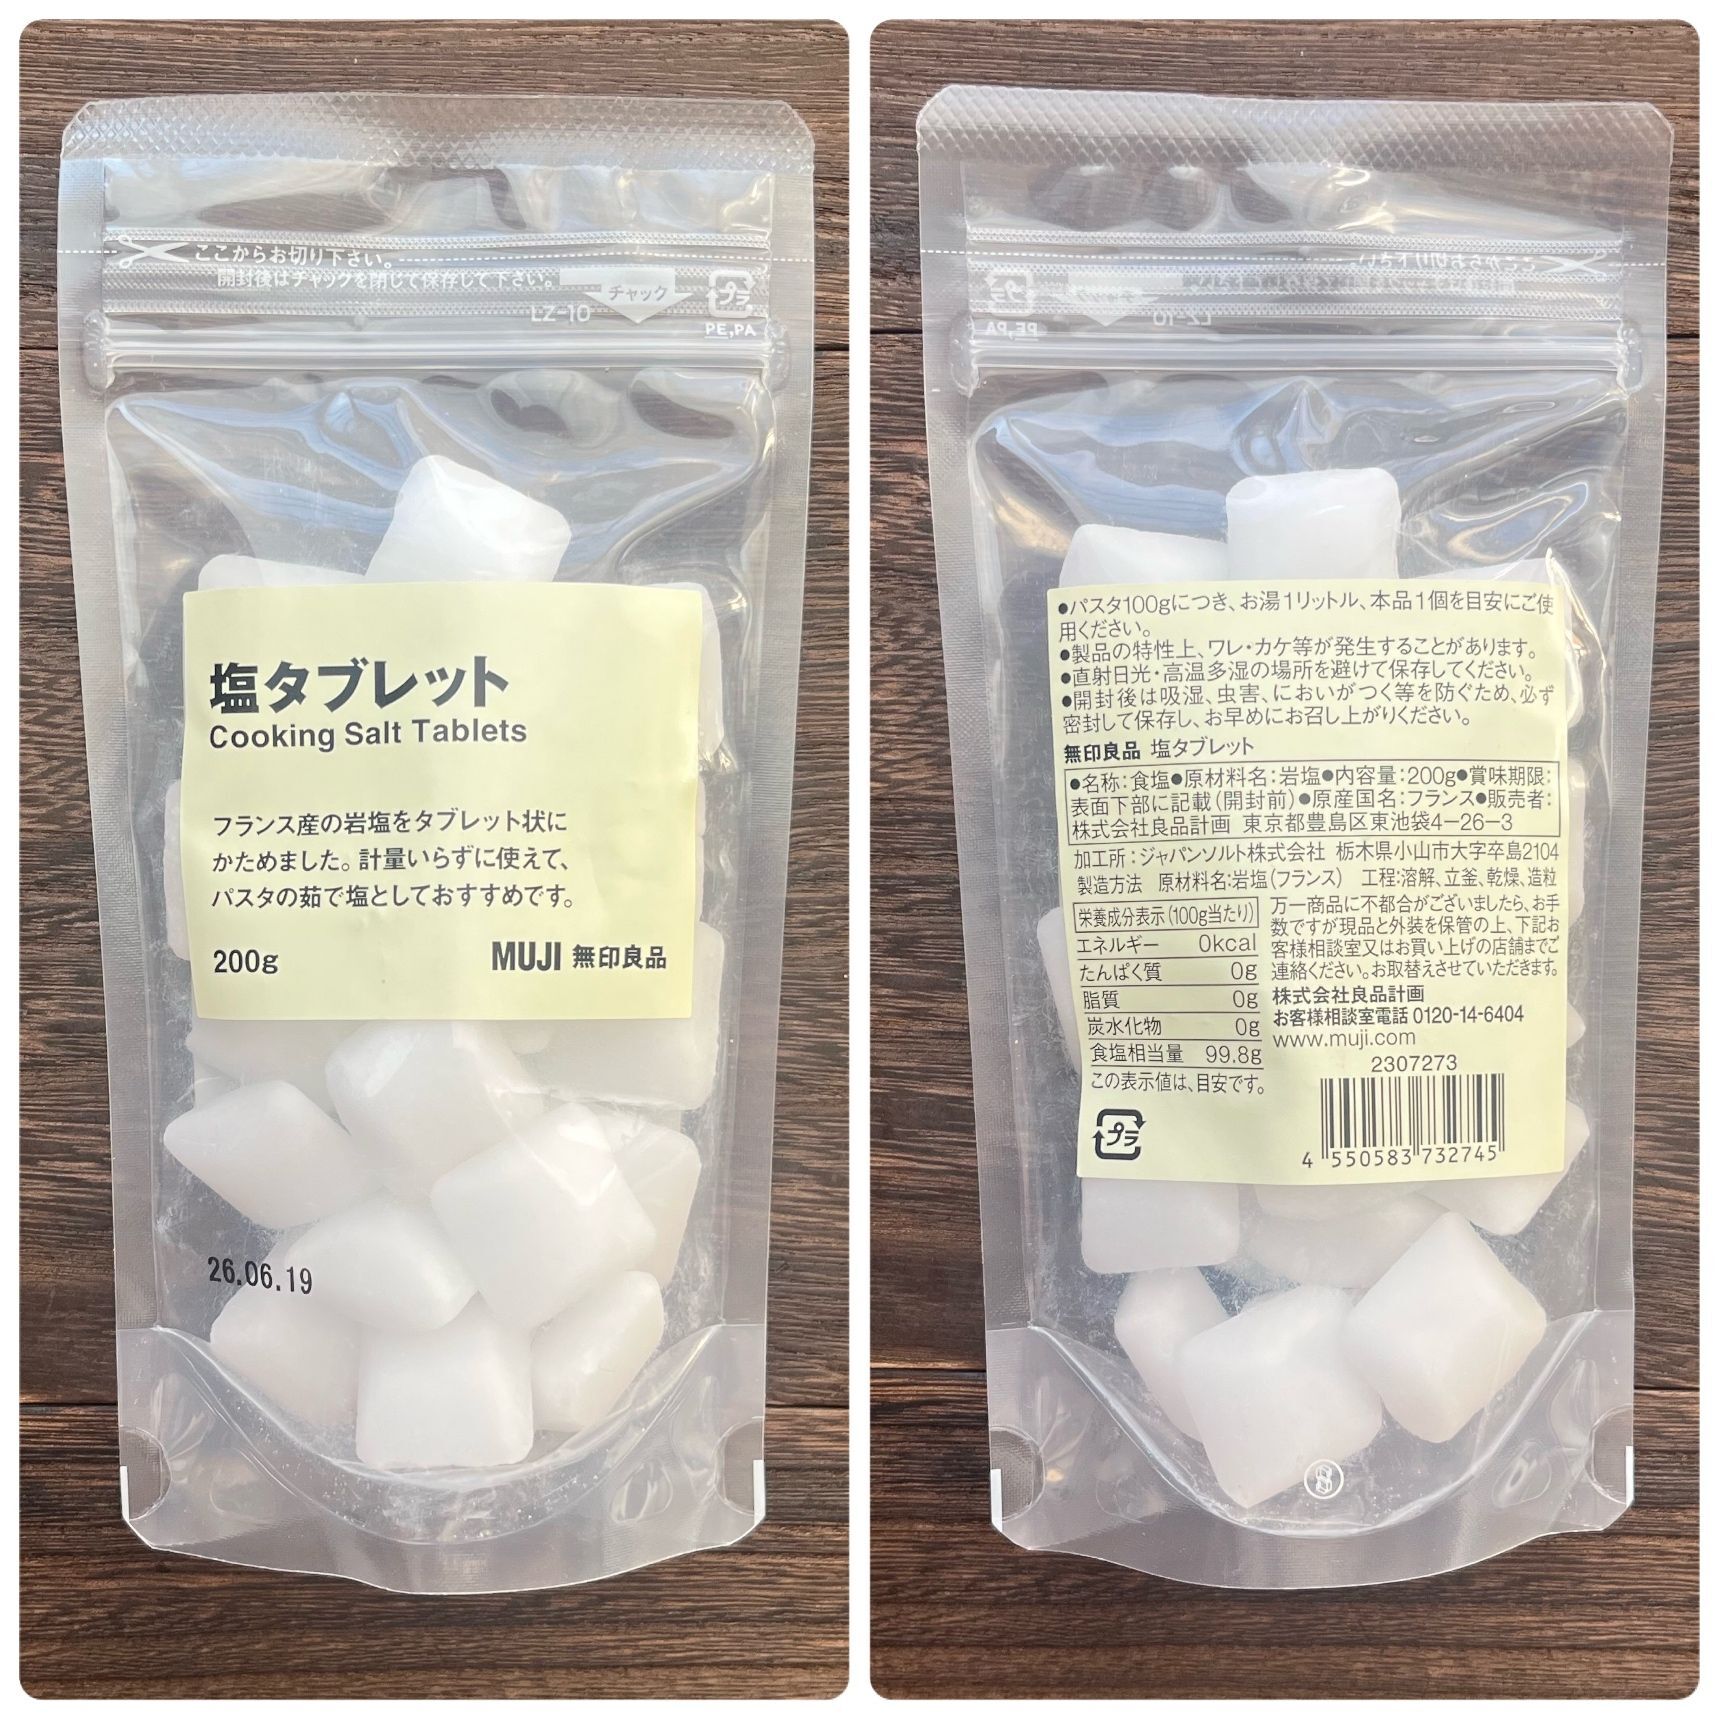 ここからお切り下さい。
開封後はチャックを閉じて保存して下さい。
チャック
プラ
LZ-10
PE,PA
塩タブレット
Cooking Salt Tablets
フランス産の岩塩をタブレット状に
かためました。計量いらずに使えて、
パスタの茹で塩としておすすめです。
200g
MUJI 無印良品
26.06.19
●パスタ100gにつき、お湯1リットル、本品1個を目安にご使
用ください。
●製品の特性上、ワレ・カケ等が発生することがあります。
●直射日光・高温多湿の場所を避けて保存してください。
●開封後は吸湿、虫害、においがつく等を防ぐため、必ず
密封して保存し、お早めにお召し上がりください。
無印良品 塩タブレット
●名称:食塩●原材料名:岩塩●内容量:200g●賞味期限:
表面下部に記載(開封前)●原産国名:フランス●販売者:
株式会社良品計画 東京都豊島区東池袋4-26-3
加工所:ジャパンソルト株式会社 栃木県小山市大字卒島2104
製造方法 原材料名:岩塩(フランス) 工程:溶解、立釜、乾燥、造粒
栄養成分表示(100g当たり)
エネルギー 0kcal
たんぱく質 0g
脂質 0g
炭水化物 0g
食塩相当量 99.8g
この表示値は、目安です。
プラ
万一商品に不都合がございましたら、お手
数ですが現品と外装を保管の上、下記お
客様相談室又はお買い上げの店舗までご
連絡ください。お取替えさせていただきます。
株式会社良品計画
お客様相談室電話 0120-14-6404
www.muji.com
2307273
4 550583 732745